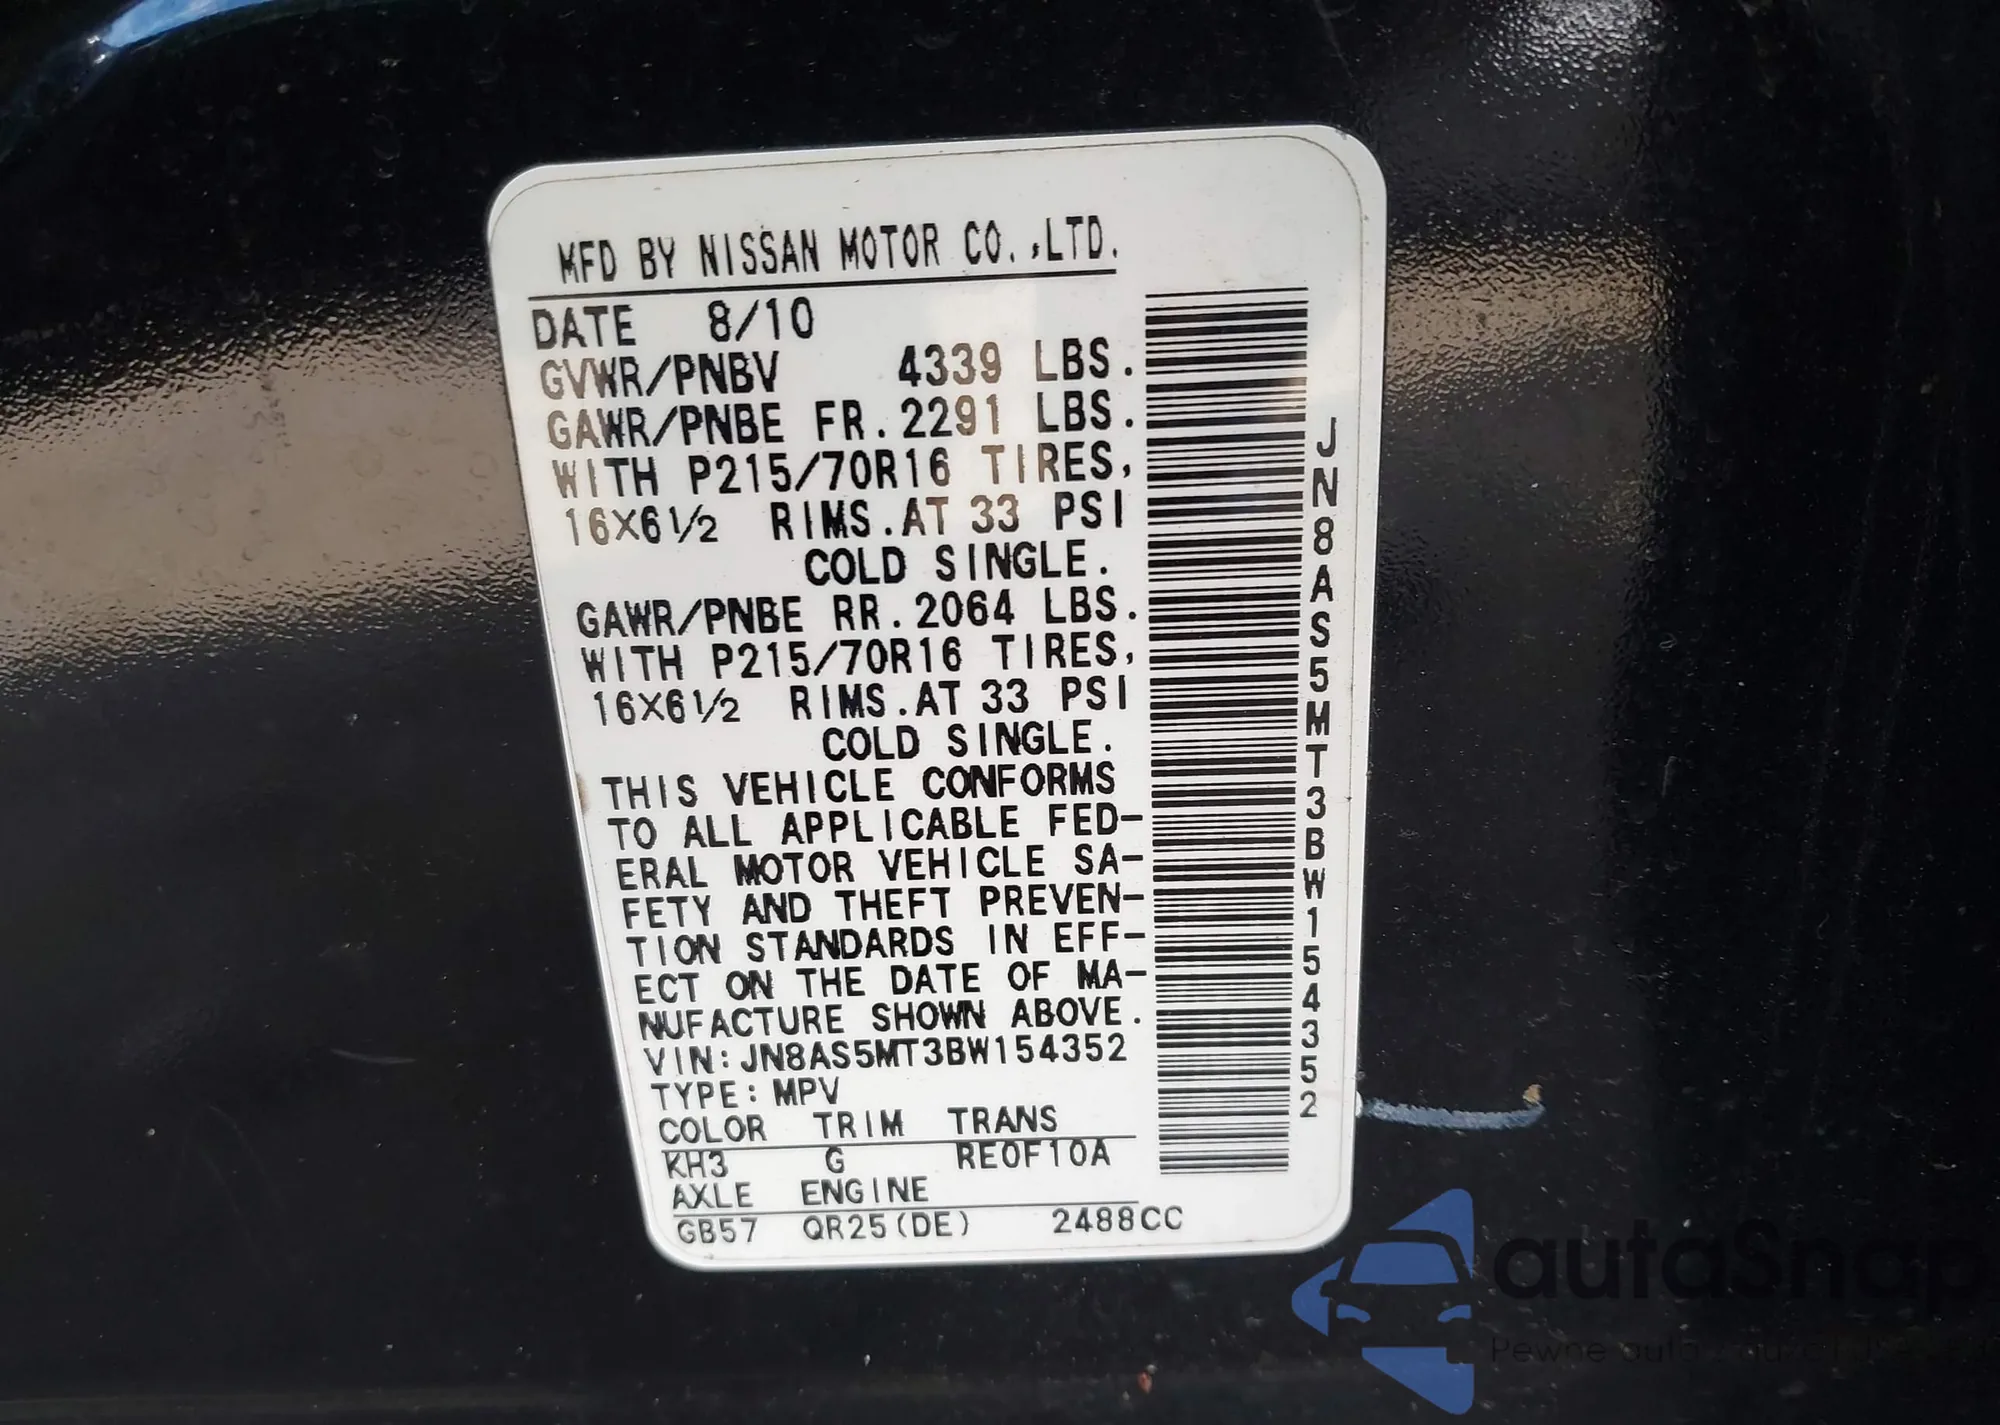 MFD BY NISSAN MOTOR CO.,LTD.
DATE 8/10
GVWR/PNBV 4339 LBS.
GAWR/PNBE FR.2291 LBS.
WITH P215/70R16 TIRES,
16X6½ RIMS.AT 33 PSI
COLD SINGLE.
GAWR/PNBE RR.2064 LBS.
WITH P215/70R16 TIRES,
16X6½ RIMS.AT 33 PSI
COLD SINGLE.
THIS VEHICLE CONFORMS
TO ALL APPLICABLE FED-
ERAL MOTOR VEHICLE SA-
FETY AND THEFT PREVEN-
TION STANDARDS IN EFF-
ECT ON THE DATE OF MA-
NUFACTURE SHOWN ABOVE.
VIN:JN8AS5MT3BW154352
TYPE:MPV
COLOR TRIM TRANS
KH3 G RE0F10A
AXLE ENGINE
GB57 QR25(DE) 2488CC
JN8AS5MT3BW154352
autaSnap
Pewne auto